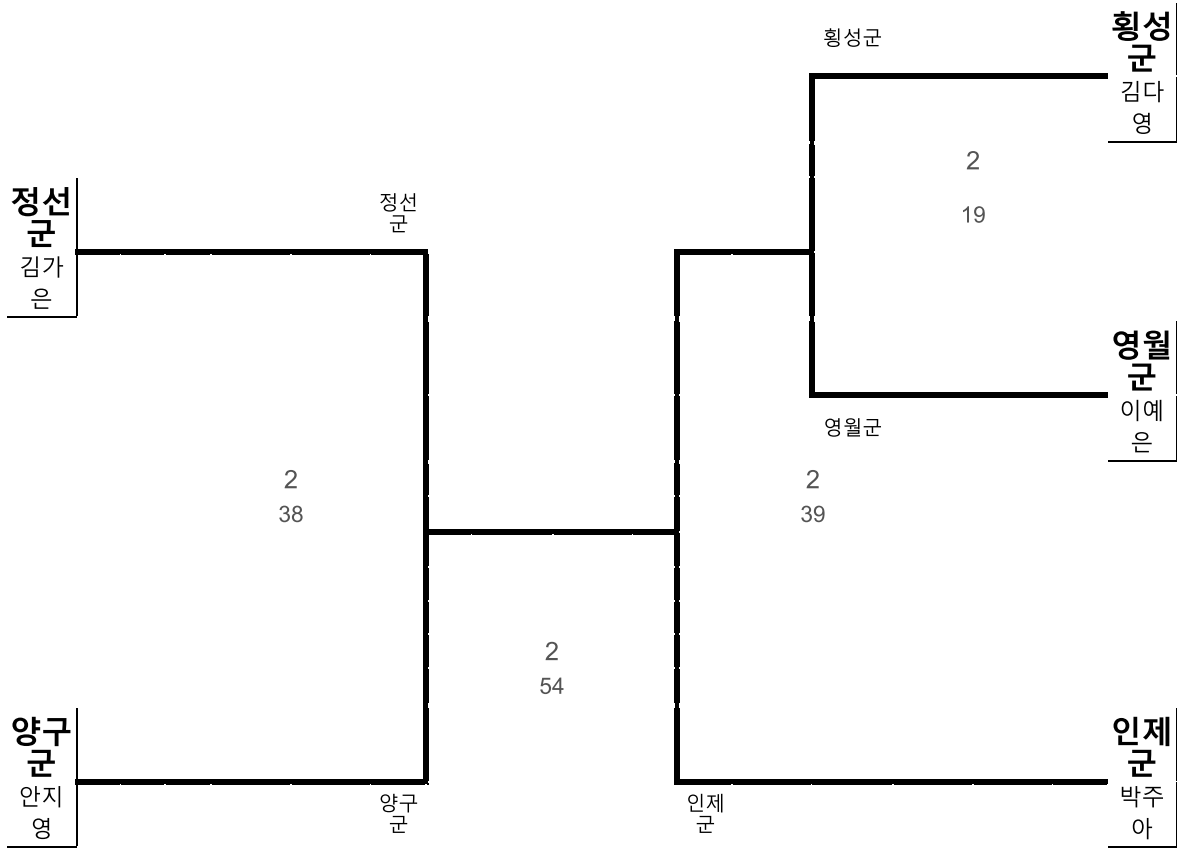 횡성군
횡성
군
김다
영
2
19
정선
군
김가
은
정선
군
영월
군
이예
은
영월군
2
38
2
39
2
54
양구
군
안지
영
양구
군
인제
군
인제
군
박주
아